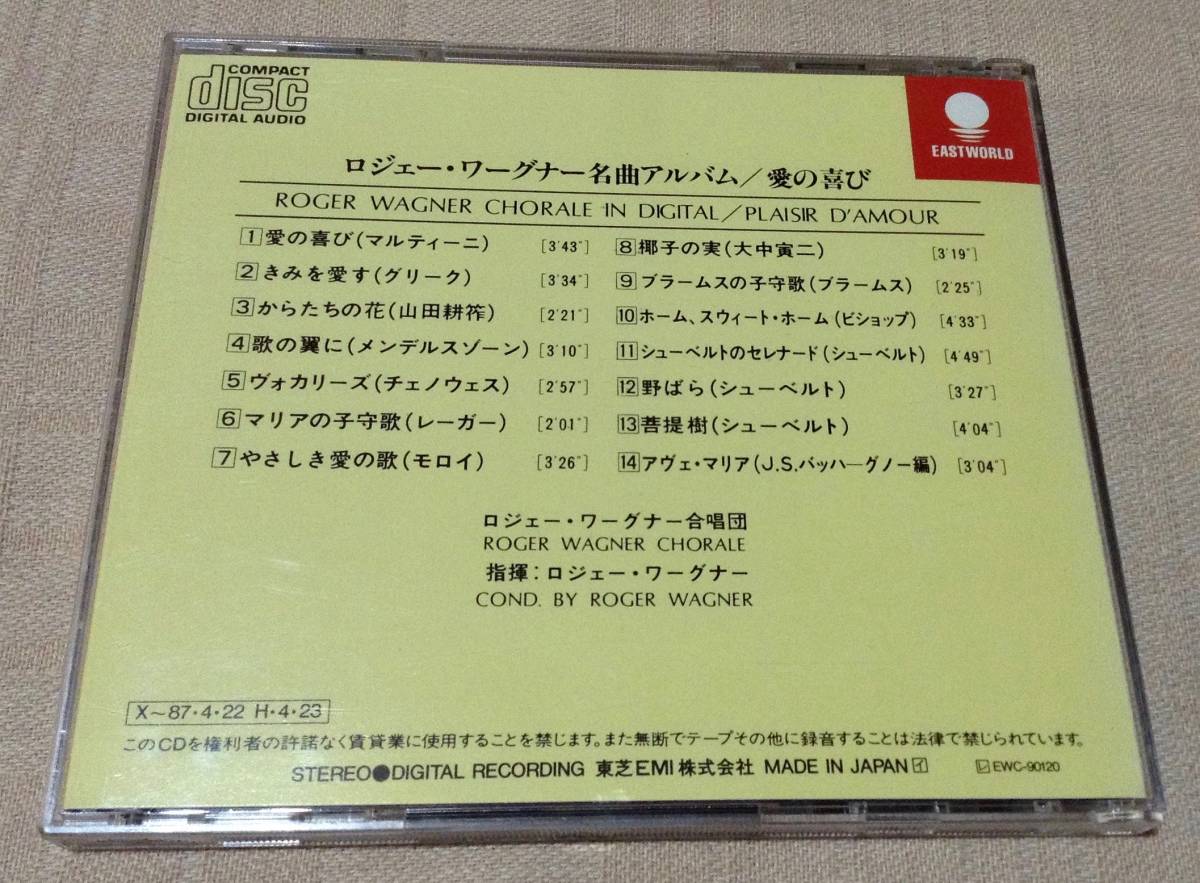 COMPACT
disc
DIGITAL AUDIO
EASTWORLD
ロジェー・ワーグナー名曲アルバム／愛の喜び
ROGER WAGNER CHORALE IN DIGITAL／PLAISIR D'AMOUR
1 愛の喜び(マルティーニ) [3'43"]
2 きみを愛す(グリーク) [3'34"]
3 からたちの花(山田耕筰) [2'21"]
4 歌の翼に(メンデルスゾーン) [3'10"]
5 ヴォカリーズ(チェノウェス) [2'57"]
6 マリアの子守歌(レーガー) [2'01"]
7 やさしき愛の歌(モロイ) [3'26"]
8 椰子の実(大中寅二) [3'19"]
9 ブラームスの子守歌(ブラームス) [2'25"]
10 ホーム、スウィート・ホーム(ビショップ) [4'33"]
11 シューベルトのセレナード(シューベルト) [4'49"]
12 野ばら(シューベルト) [3'27"]
13 菩提樹(シューベルト) [4'04"]
14 アヴェ・マリア(J.S.バッハ―グノー編) [3'04"]
ロジェー・ワーグナー合唱団
ROGER WAGNER CHORALE
指揮：ロジェー・ワーグナー
COND. BY ROGER WAGNER
X～87・4・22 H・4・23
このCDを権利者の許諾なく賃貸業に使用することを禁じます。また無断でテープその他に録音することは法律で禁じられています。
STEREO●DIGITAL RECORDING 東芝EMI株式会社 MADE IN JAPAN イ レ EWC-90120